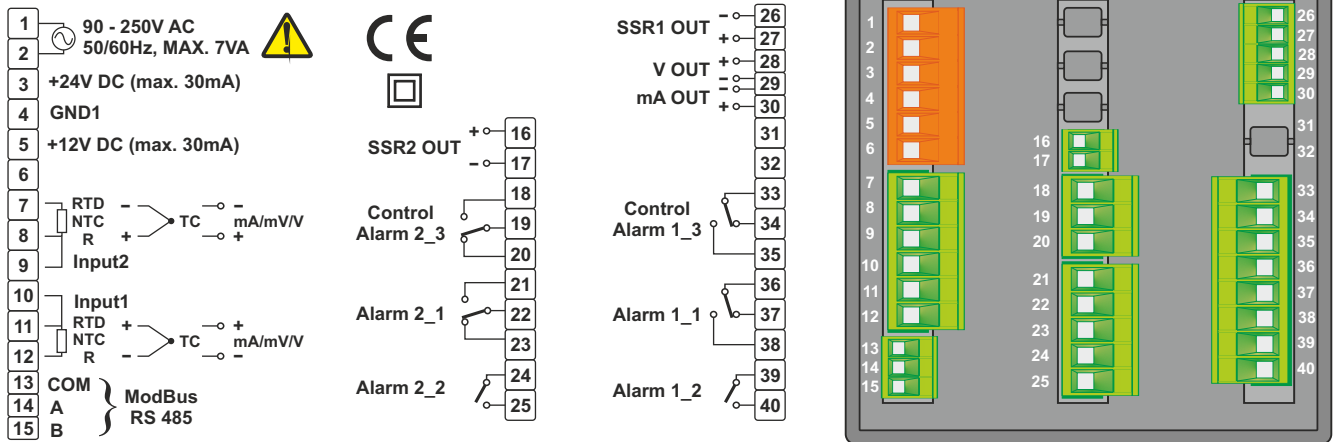 1
2
90 - 250V AC
50/60Hz, MAX. 7VA
3 +24V DC (max. 30mA)
4 GND1
5 +12V DC (max. 30mA)
6
7 RTD - TC - mA/mV/V
NTC
8 R + +
9 Input2
10 Input1
11 RTD + TC + mA/mV/V
NTC
12 R - -
13 COM
14 A
15 B
ModBus
RS 485
CE
SSR2 OUT
+ 16
- 17
Control
Alarm 2_3
18
19
20
Alarm 2_1
21
22
23
Alarm 2_2
24
25
SSR1 OUT
- 26
+ 27
V OUT
+ 28
- 29
mA OUT
-
+ 30
31
32
Control
Alarm 1_3
33
34
35
Alarm 1_1
36
37
38
Alarm 1_2
39
40
1
2
3
4
5
6
7
8
9
10
11
12
13
14
15
16
17
18
19
20
21
22
23
24
25
26
27
28
29
30
31
32
33
34
35
36
37
38
39
40